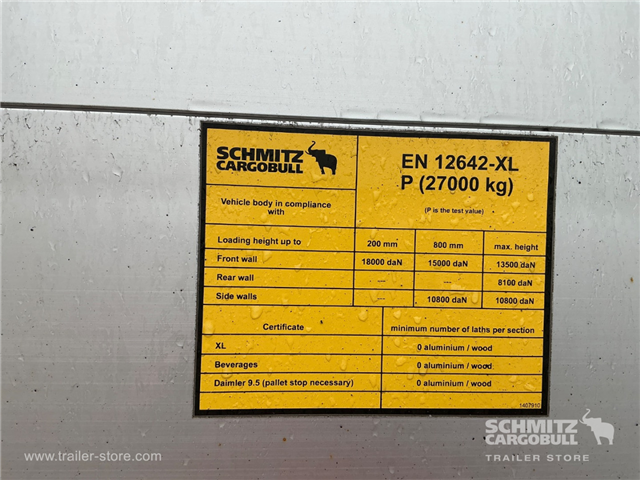 SCHMITZ
CARGOBULL
EN 12642-XL
P (27000 kg)
(P is the test value)
Vehicle body in compliance
with
Loading height up to 200 mm 800 mm max. height
Front wall 18000 daN 15000 daN 13500 daN
Rear wall --- --- 8100 daN
Side walls --- 10800 daN 10800 daN
Certificate minimum number of laths per section
XL 0 aluminium / wood
Beverages 0 aluminium / wood
Daimler 9.5 (pallet stop necessary) 0 aluminium / wood
1407910
SCHMITZ
CARGOBULL
TRAILER STORE
www.trailer-store.com